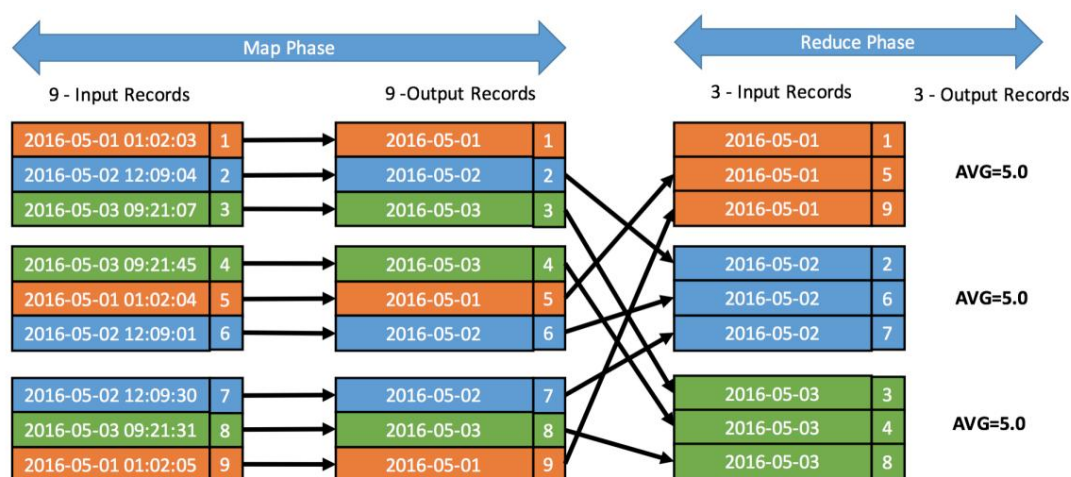 Map Phase
Reduce Phase
9 - Input Records
9 -Output Records
3 - Input Records
3 - Output Records
2016-05-01 01:02:03 1
2016-05-02 12:09:04 2
2016-05-03 09:21:07 3
2016-05-03 09:21:45 4
2016-05-01 01:02:04 5
2016-05-02 12:09:01 6
2016-05-02 12:09:30 7
2016-05-03 09:21:31 8
2016-05-01 01:02:05 9
2016-05-01 1
2016-05-02 2
2016-05-03 3
2016-05-03 4
2016-05-01 5
2016-05-02 6
2016-05-02 7
2016-05-03 8
2016-05-01 9
2016-05-01 1
2016-05-01 5
2016-05-01 9
2016-05-02 2
2016-05-02 6
2016-05-02 7
2016-05-03 3
2016-05-03 4
2016-05-03 8
AVG=5.0
AVG=5.0
AVG=5.0